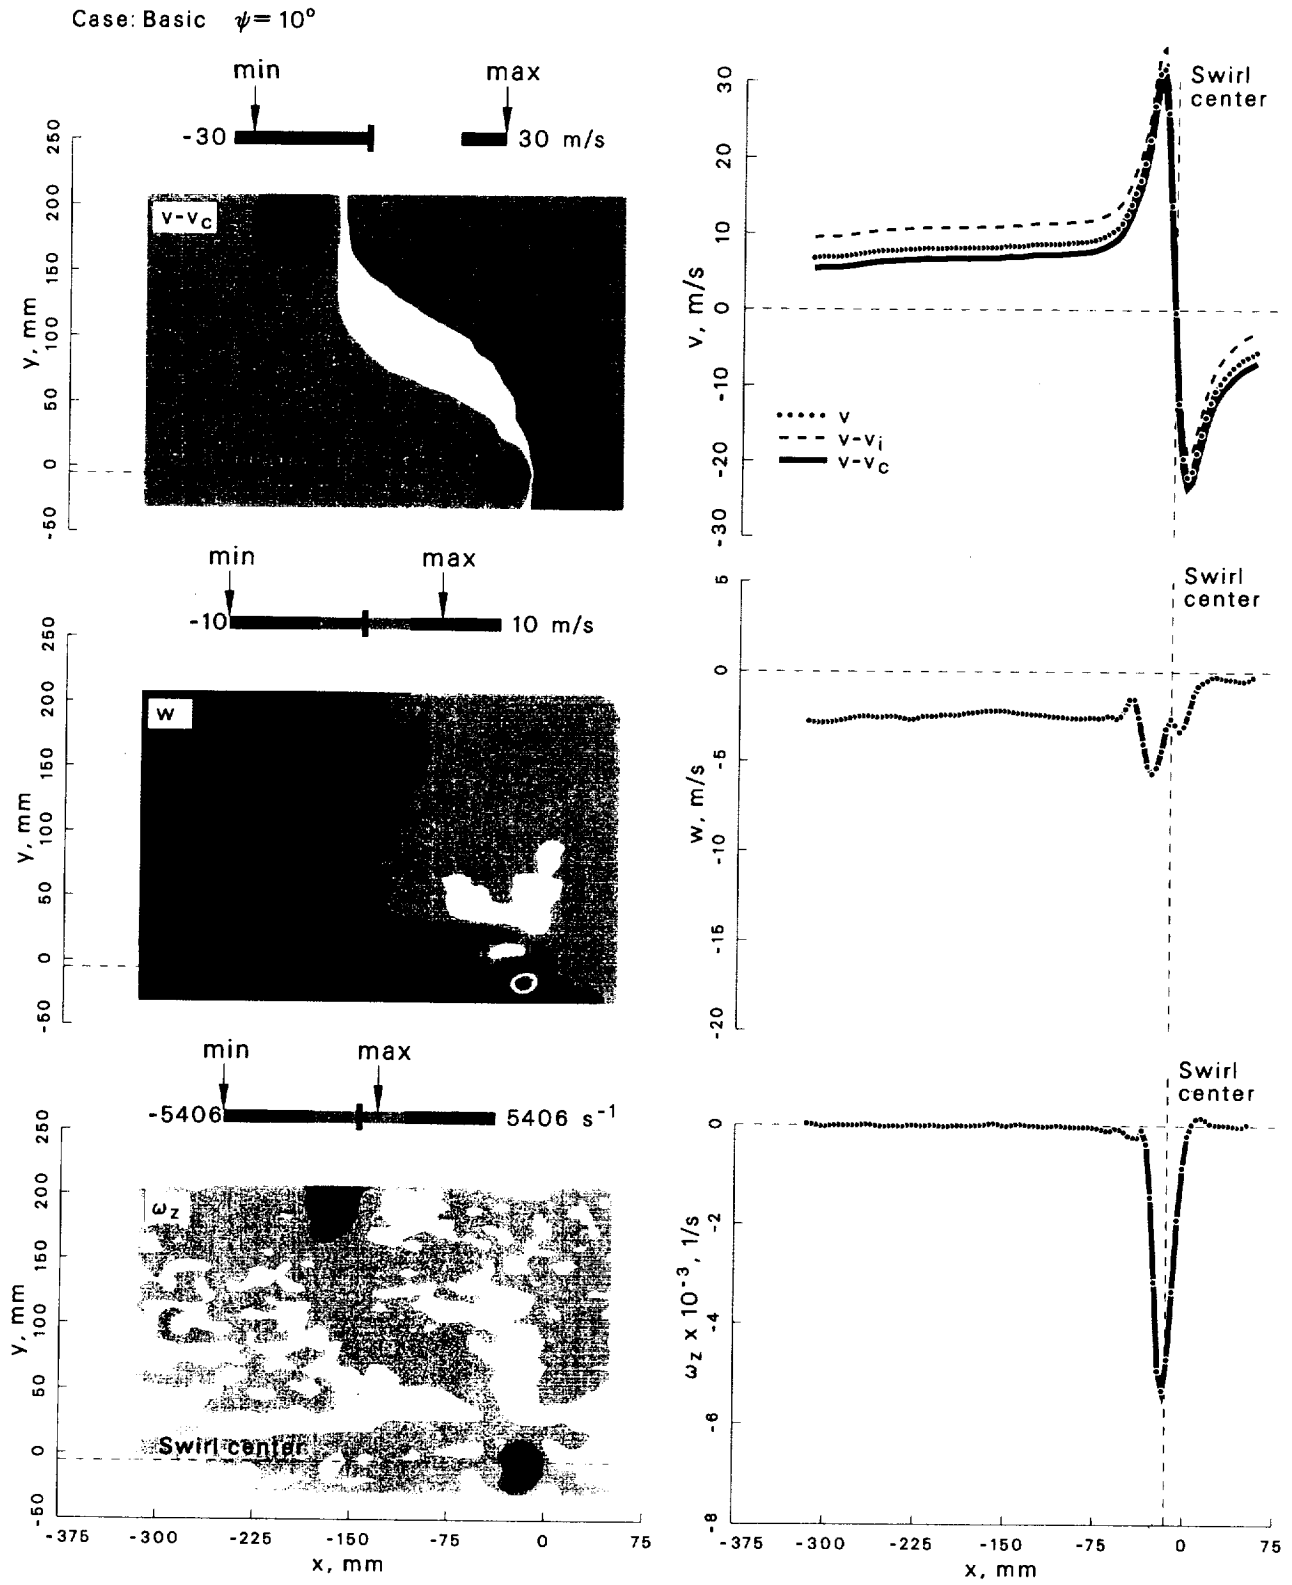 Case: Basic ψ = 10°
min
max
-30
30 m/s
v-v_c
y, mm
250
200
150
100
50
0
-50
min
max
-10
10 m/s
w
y, mm
250
200
150
100
50
0
-50
min
max
-5406
5406 s⁻¹
ω_z
Swirl center
y, mm
250
200
150
100
50
0
-50
-375 -300 -225 -150 -75 0 75
x, mm
Swirl
center
v, m/s
30
20
10
0
-10
-20
-30
v
v-v_i
v-v_c
Swirl
center
w, m/s
5
0
-5
-10
-15
-20
Swirl
center
ω_z x 10⁻³, 1/s
0
-2
-4
-6
-8
-375 -300 -225 -150 -75 0 75
x, mm